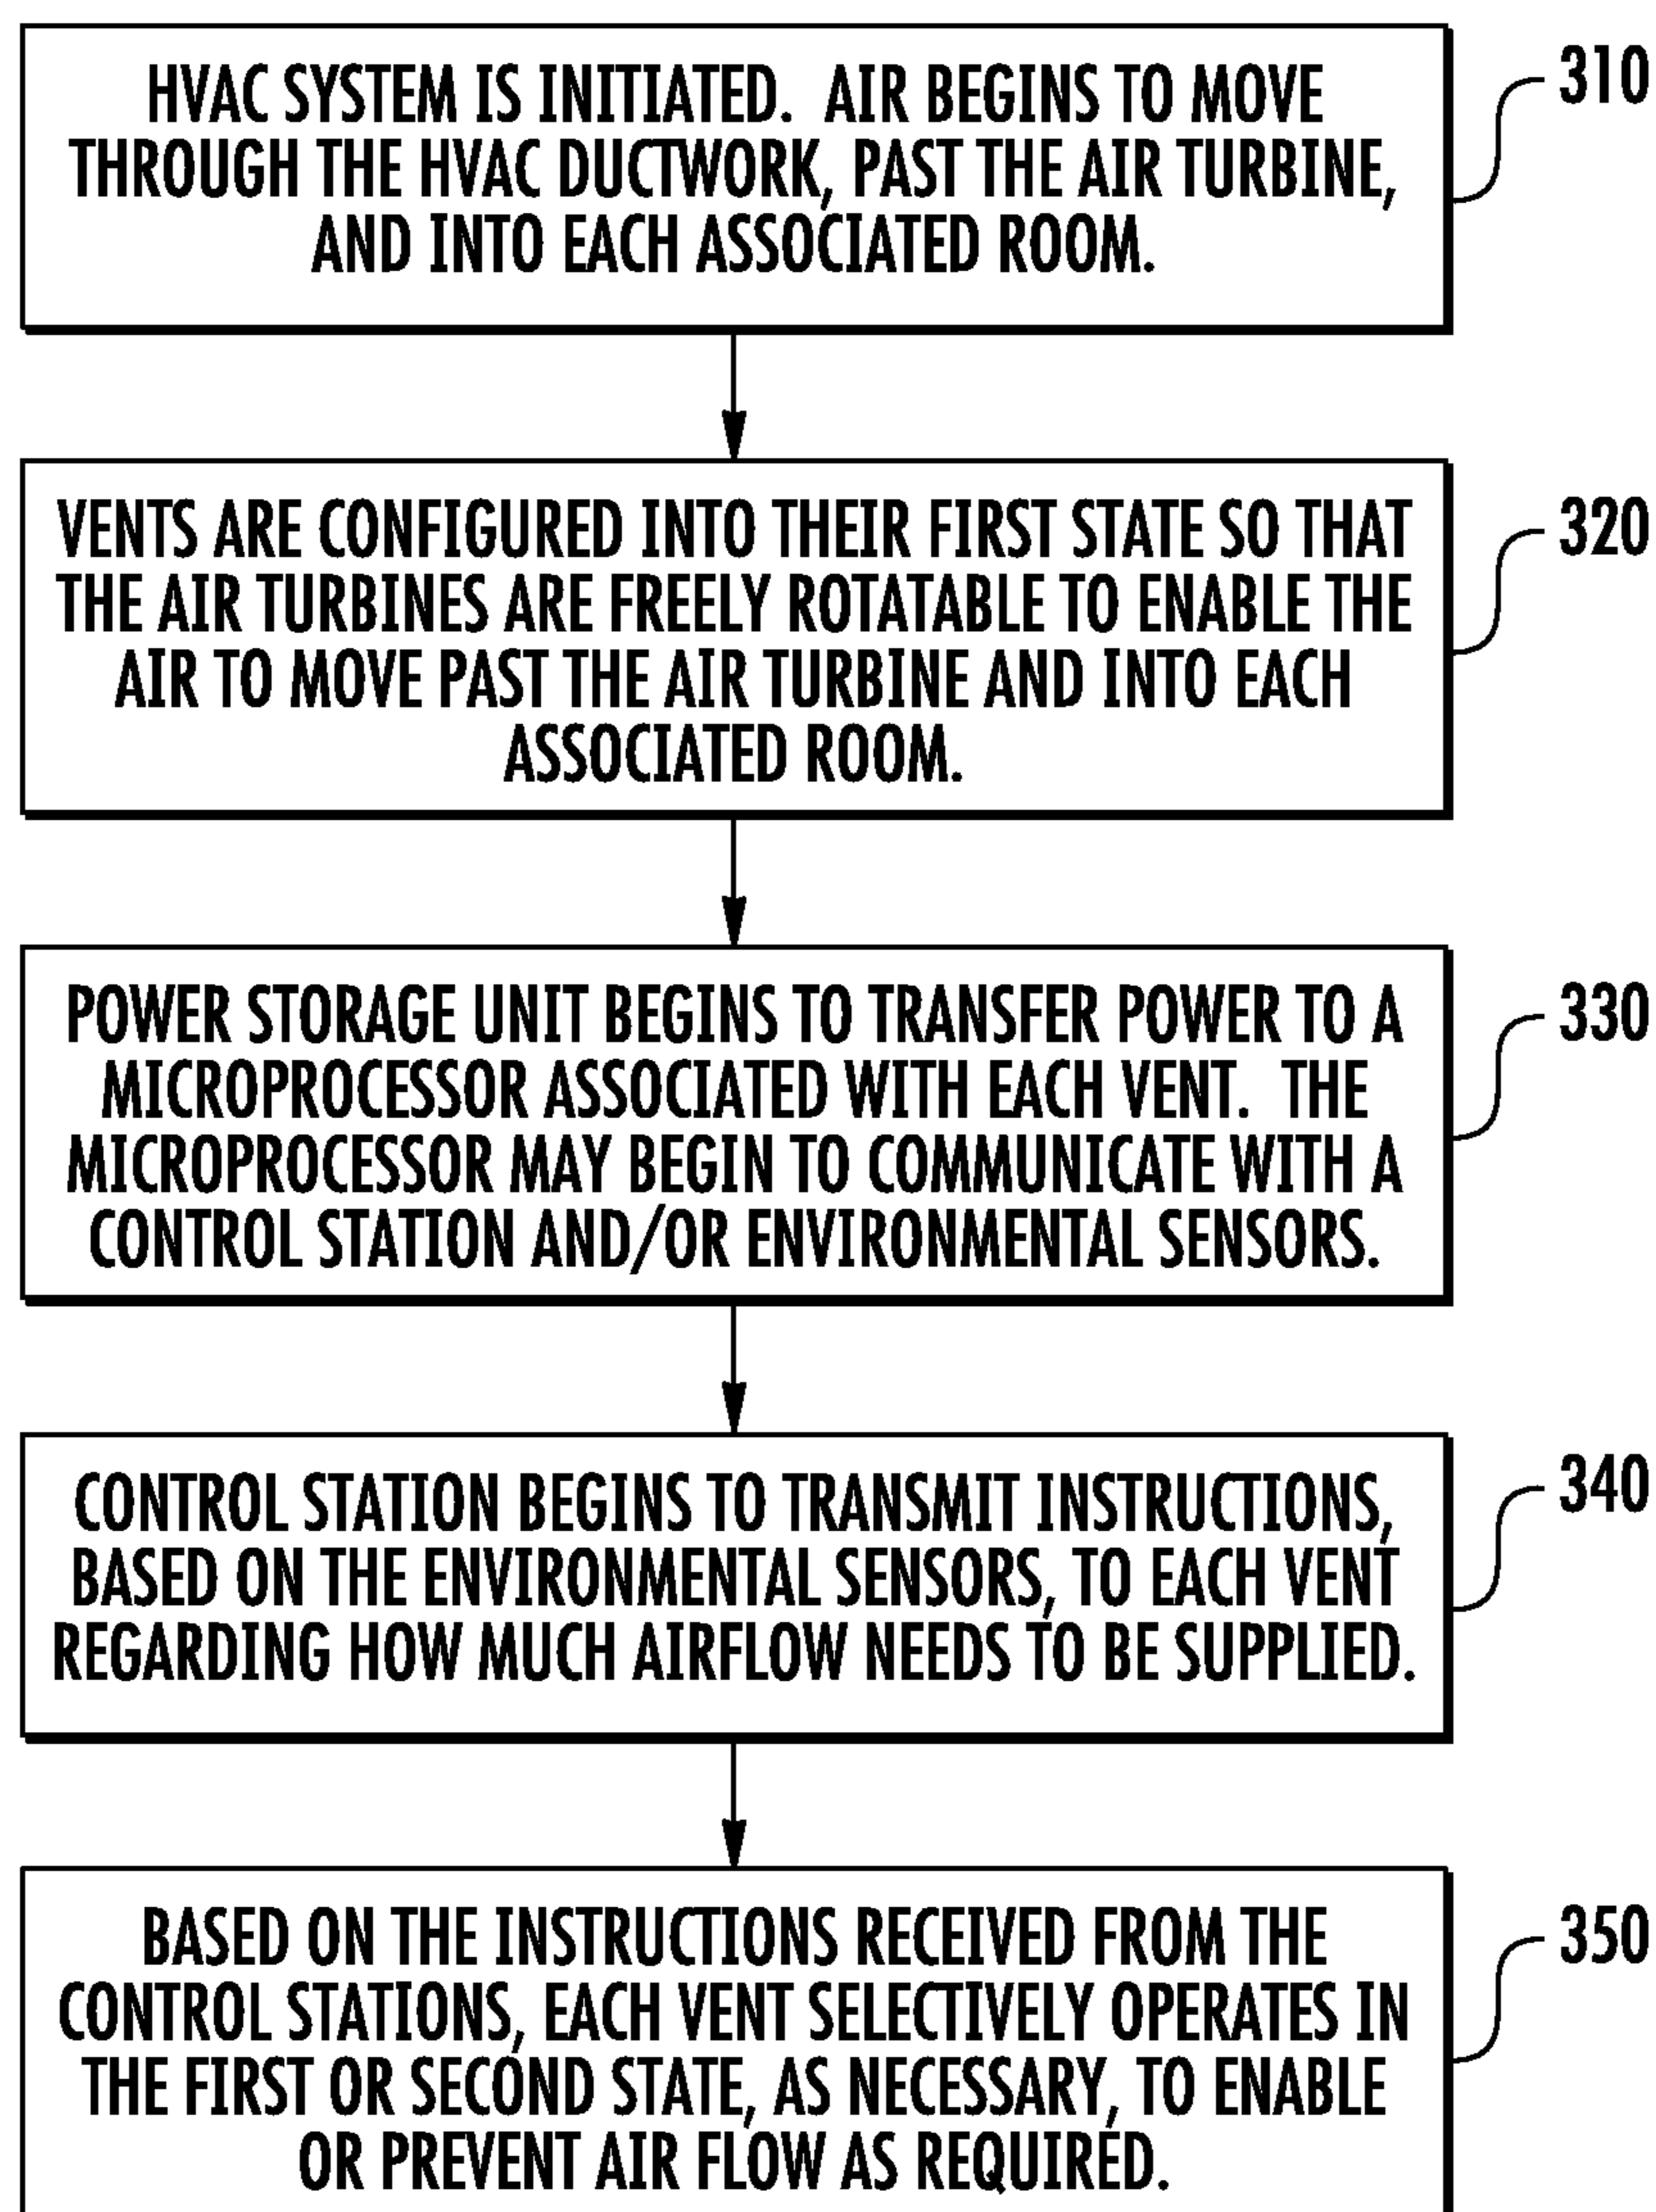 HVAC SYSTEM IS INITIATED. AIR BEGINS TO MOVE
THROUGH THE HVAC DUCTWORK, PAST THE AIR TURBINE,
AND INTO EACH ASSOCIATED ROOM.
310
VENTS ARE CONFIGURED INTO THEIR FIRST STATE SO THAT
THE AIR TURBINES ARE FREELY ROTATABLE TO ENABLE THE
AIR TO MOVE PAST THE AIR TURBINE AND INTO EACH
ASSOCIATED ROOM.
320
POWER STORAGE UNIT BEGINS TO TRANSFER POWER TO A
MICROPROCESSOR ASSOCIATED WITH EACH VENT. THE
MICROPROCESSOR MAY BEGIN TO COMMUNICATE WITH A
CONTROL STATION AND/OR ENVIRONMENTAL SENSORS.
330
CONTROL STATION BEGINS TO TRANSMIT INSTRUCTIONS,
BASED ON THE ENVIRONMENTAL SENSORS, TO EACH VENT
REGARDING HOW MUCH AIRFLOW NEEDS TO BE SUPPLIED.
340
BASED ON THE INSTRUCTIONS RECEIVED FROM THE
CONTROL STATIONS, EACH VENT SELECTIVELY OPERATES IN
THE FIRST OR SECOND STATE, AS NECESSARY, TO ENABLE
OR PREVENT AIR FLOW AS REQUIRED.
350